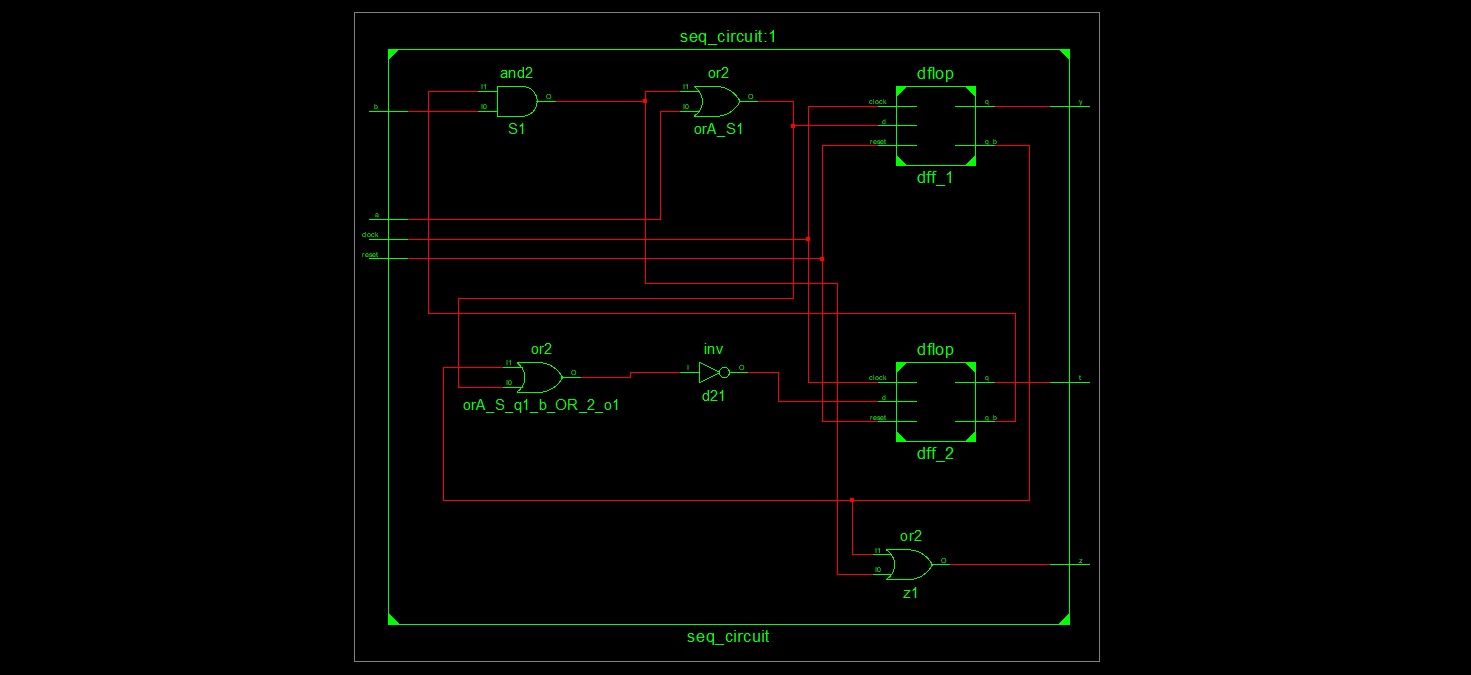 seq_circuit:1
and2
or2
dflop
I1
O
I1
O
clock
q
y
b
I0
I0
d
S1
orA_S1
reset
q_b
dff_1
a
clock
reset
or2
inv
dflop
I1
O
I
O
clock
q
t
I0
d21
d
orA_S_q1_b_OR_2_o1
reset
q_b
dff_2
or2
I1
O
z
I0
z1
seq_circuit